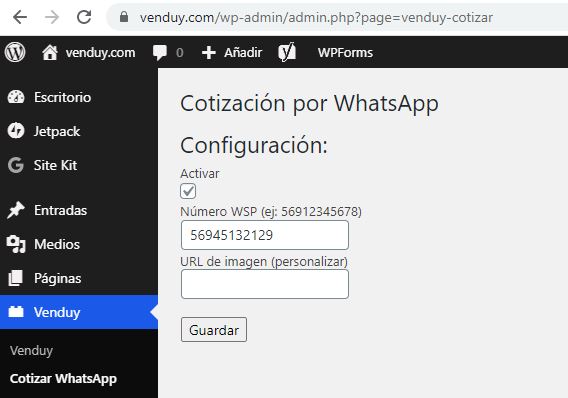 venduy.com/wp-admin/admin.php?page=venduy-cotizar
venduy.com 0 Añadir WPForms
Escritorio
Jetpack
Site Kit
Entradas
Medios
Páginas
Venduy
Venduy
Cotizar WhatsApp
Cotización por WhatsApp
Configuración:
Activar
Número WSP (ej: 56912345678)
56945132129
URL de imagen (personalizar)
Guardar